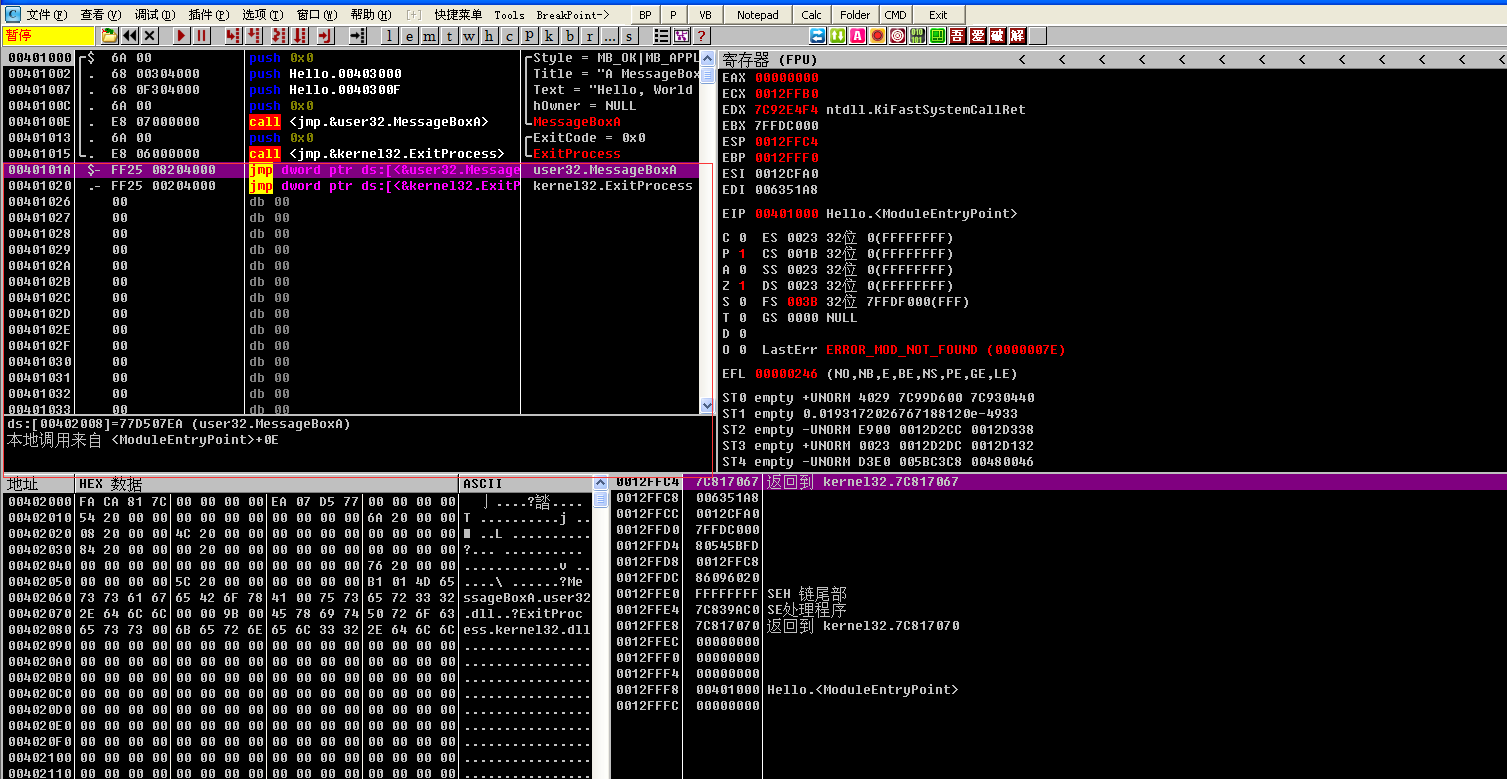 文件(F) 查看(V) 调试(D) 插件(P) 选项(T) 窗口(W) 帮助(H) [+] 快捷菜单 Tools BreakPoint-> BP P VB Notepad Calc Folder CMD Exit
暂停 l e m t w h c P k b r ... s ? A 吾 爱 破 解
00401000 $ 6A 00 push 0x0 Style = MB_OK|MB_APPL
00401002 . 68 00304000 push Hello.00403000 Title = "A MessageBox
00401007 . 68 0F304000 push Hello.0040300F Text = "Hello, World
0040100C . 6A 00 push 0x0 hOwner = NULL
0040100E . E8 07000000 call <jmp.&user32.MessageBoxA> MessageBoxA
00401013 . 6A 00 push 0x0 ExitCode = 0x0
00401015 . E8 06000000 call <jmp.&kernel32.ExitProcess> ExitProcess
0040101A $- FF25 08204000 jmp dword ptr ds:[<&user32.Message user32.MessageBoxA
00401020 .- FF25 00204000 jmp dword ptr ds:[<&kernel32.ExitP kernel32.ExitProcess
00401026 00 db 00
00401027 00 db 00
00401028 00 db 00
00401029 00 db 00
0040102A 00 db 00
0040102B 00 db 00
0040102C 00 db 00
0040102D 00 db 00
0040102E 00 db 00
0040102F 00 db 00
00401030 00 db 00
00401031 00 db 00
00401032 00 db 00
00401033 00 db 00
ds:[00402008]=77D507EA (user32.MessageBoxA)
本地调用来自 <ModuleEntryPoint>+0E
寄存器 (FPU) < < < < < < < < < < < < <
EAX 00000000
ECX 0012FFB0
EDX 7C92E4F4 ntdll.KiFastSystemCallRet
EBX 7FFDC000
ESP 0012FFC4
EBP 0012FFF0
ESI 0012CFA0
EDI 006351A8
EIP 00401000 Hello.<ModuleEntryPoint>
C 0 ES 0023 32位 0(FFFFFFFF)
P 1 CS 001B 32位 0(FFFFFFFF)
A 0 SS 0023 32位 0(FFFFFFFF)
Z 1 DS 0023 32位 0(FFFFFFFF)
S 0 FS 003B 32位 7FFDF000(FFF)
T 0 GS 0000 NULL
D 0
O 0 LastErr ERROR_MOD_NOT_FOUND (0000007E)
EFL 00000246 (NO,NB,E,BE,NS,PE,GE,LE)
ST0 empty +UNORM 4029 7C99D600 7C930440
ST1 empty 0.0193172026767188120e-4933
ST2 empty -UNORM E900 0012D2CC 0012D338
ST3 empty +UNORM 0023 0012D2DC 0012D132
ST4 empty -UNORM D3E0 005BC3C8 00480046
地址 HEX 数据 ASCII
00402000 FA CA 81 7C 00 00 00 00 EA 07 D5 77 00 00 00 00
00402010 54 20 00 00 00 00 00 00 00 00 00 00 6A 20 00 00 T ..........j ..
00402020 08 20 00 00 4C 20 00 00 00 00 00 00 00 00 00 00 ■ ..L ..........
00402030 84 20 00 00 00 20 00 00 00 00 00 00 00 00 00 00 ?... ..........
00402040 00 00 00 00 00 00 00 00 00 00 00 00 76 20 00 00 ............v ..
00402050 00 00 00 00 5C 20 00 00 00 00 00 00 B1 01 4D 65 ....\ ......?Me
00402060 73 73 61 67 65 42 6F 78 41 00 75 73 65 72 33 32 ssageBoxA.user32
00402070 2E 64 6C 6C 00 00 9B 00 45 78 69 74 50 72 6F 63 .dll..?ExitProc
00402080 65 73 73 00 6B 65 72 6E 65 6C 33 32 2E 64 6C 6C ess.kernel32.dll
00402090 00 00 00 00 00 00 00 00 00 00 00 00 00 00 00 00 ................
004020A0 00 00 00 00 00 00 00 00 00 00 00 00 00 00 00 00 ................
004020B0 00 00 00 00 00 00 00 00 00 00 00 00 00 00 00 00 ................
004020C0 00 00 00 00 00 00 00 00 00 00 00 00 00 00 00 00 ................
004020D0 00 00 00 00 00 00 00 00 00 00 00 00 00 00 00 00 ................
004020E0 00 00 00 00 00 00 00 00 00 00 00 00 00 00 00 00 ................
004020F0 00 00 00 00 00 00 00 00 00 00 00 00 00 00 00 00 ................
00402100 00 00 00 00 00 00 00 00 00 00 00 00 00 00 00 00 ................
00402110 00 00 00 00 00 00 00 00 00 00 00 00 00 00 00 00 ................
0012FFC4 7C817067 返回到 kernel32.7C817067
0012FFC8 006351A8
0012FFCC 0012CFA0
0012FFD0 7FFDC000
0012FFD4 80545BFD
0012FFD8 0012FFC8
0012FFDC 86096020
0012FFE0 FFFFFFFF SEH 链尾部
0012FFE4 7C839AC0 SE处理程序
0012FFE8 7C817070 返回到 kernel32.7C817070
0012FFEC 00000000
0012FFF0 00000000
0012FFF4 00000000
0012FFF8 00401000 Hello.<ModuleEntryPoint>
0012FFFC 00000000